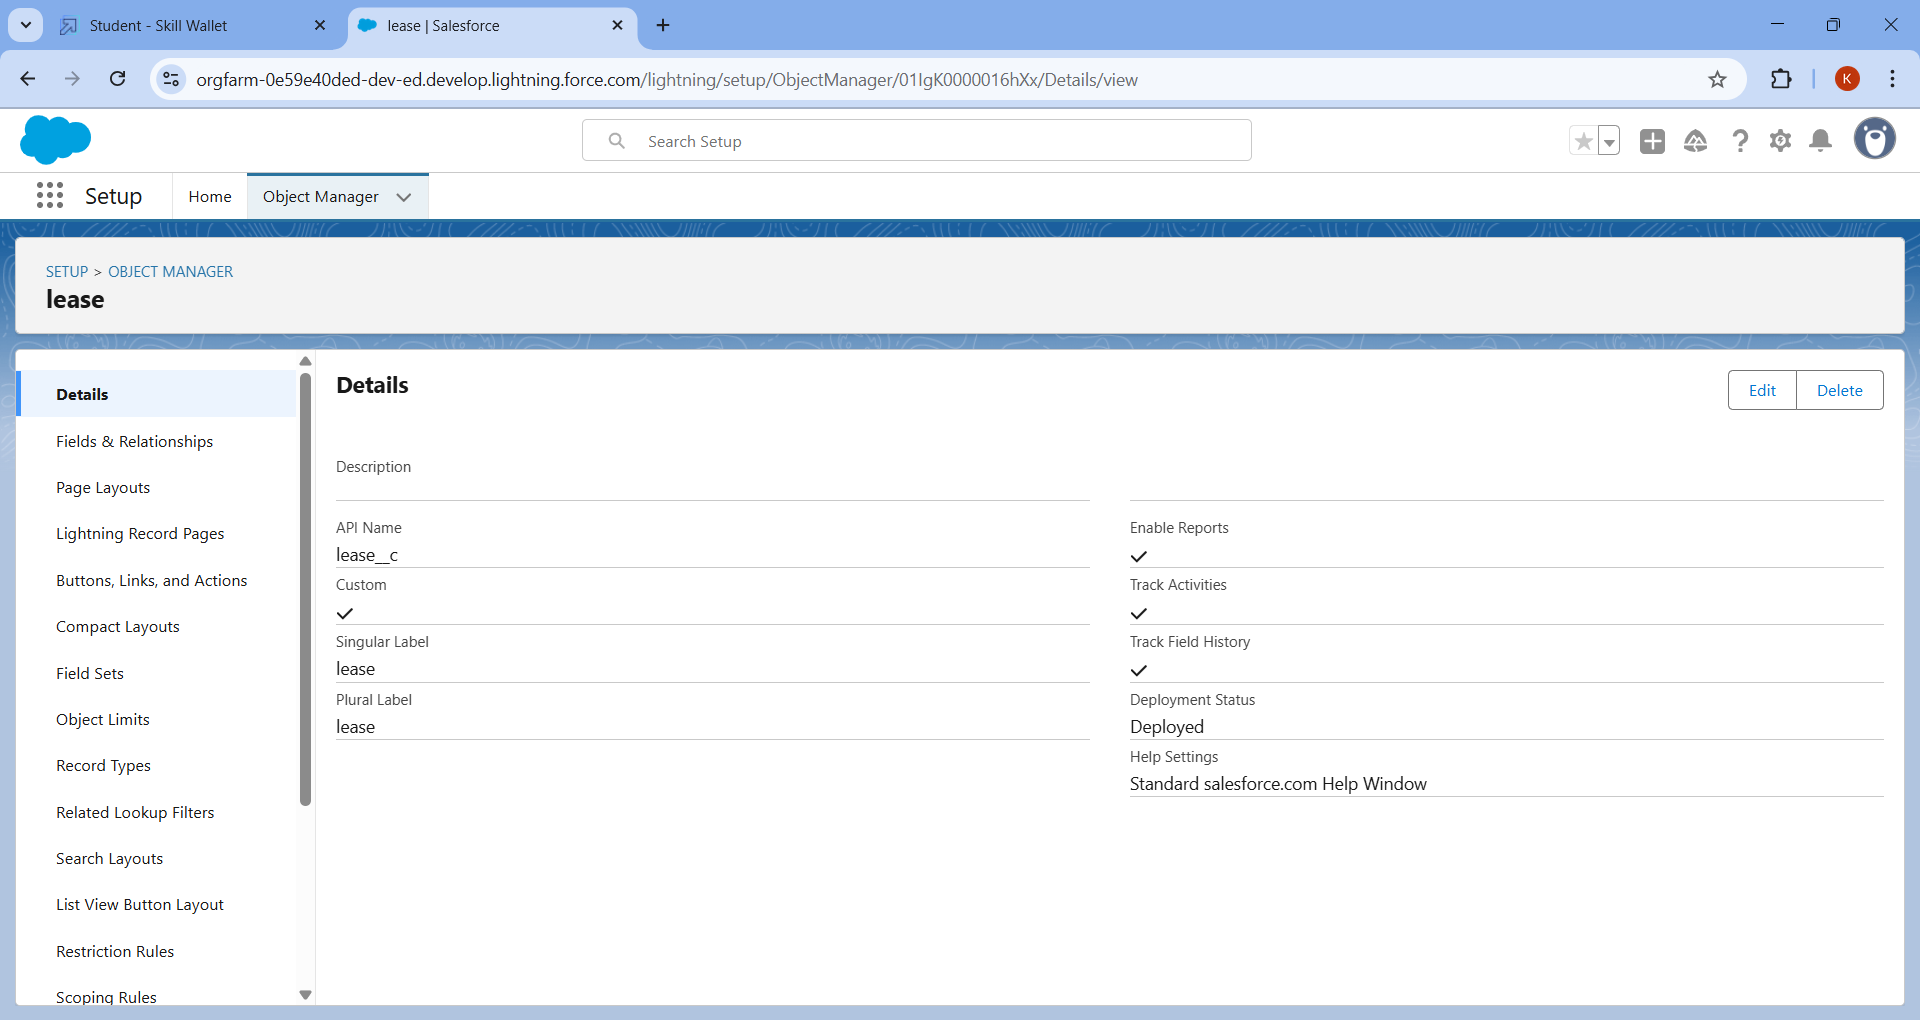 Student - Skill Wallet
lease | Salesforce
orgfarm-0e59e40ded-dev-ed.develop.lightning.force.com/lightning/setup/ObjectManager/01IgK0000016hXx/Details/view
K
Search Setup
Setup
Home
Object Manager
SETUP > OBJECT MANAGER
lease
Details
Fields & Relationships
Page Layouts
Lightning Record Pages
Buttons, Links, and Actions
Compact Layouts
Field Sets
Object Limits
Record Types
Related Lookup Filters
Search Layouts
List View Button Layout
Restriction Rules
Scoping Rules
Details
Edit
Delete
Description
API Name
lease__c
Custom
Singular Label
lease
Plural Label
lease
Enable Reports
Track Activities
Track Field History
Deployment Status
Deployed
Help Settings
Standard salesforce.com Help Window